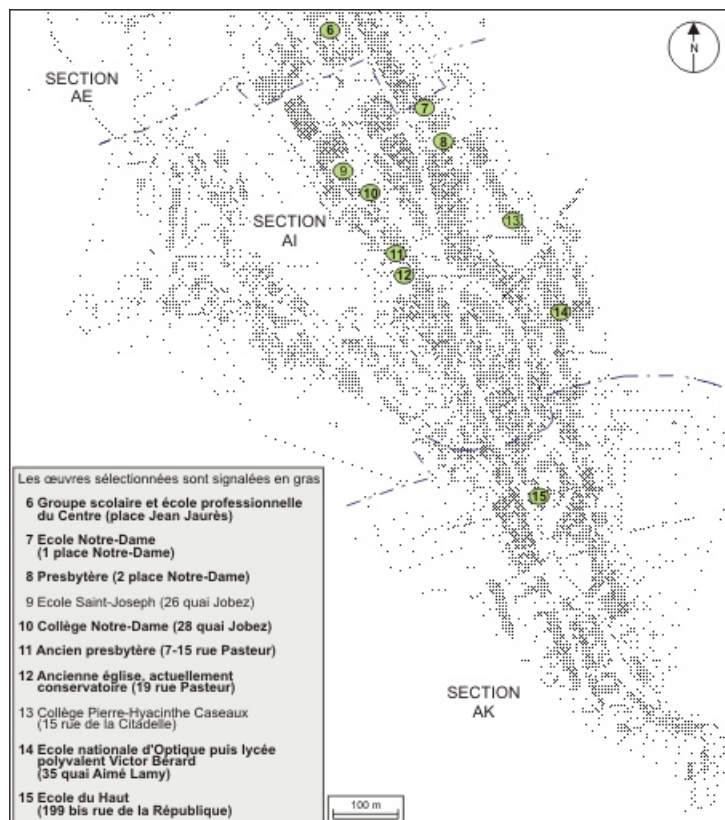 6
N
SECTION
AE
7
8
9
10
SECTION
AI
13
11
12
14
15
SECTION
AK
Les œuvres sélectionnées sont signalées en gras
6 Groupe scolaire et école professionnelle
du Centre (place Jean Jaurès)
7 Ecole Notre-Dame
(1 place Notre-Dame)
8 Presbytère (2 place Notre-Dame)
9 Ecole Saint-Joseph (26 quai Jobez)
10 Collège Notre-Dame (28 quai Jobez)
11 Ancien presbytère (7-15 rue Pasteur)
12 Ancienne église, actuellement
conservatoire (19 rue Pasteur)
13 Collège Pierre-Hyacinthe Caseaux
(15 rue de la Citadelle)
14 Ecole nationale d'Optique puis lycée
polyvalent Victor Bérard
(35 quai Aimé Lamy)
15 Ecole du Haut
(199 bis rue de la République)
100 m